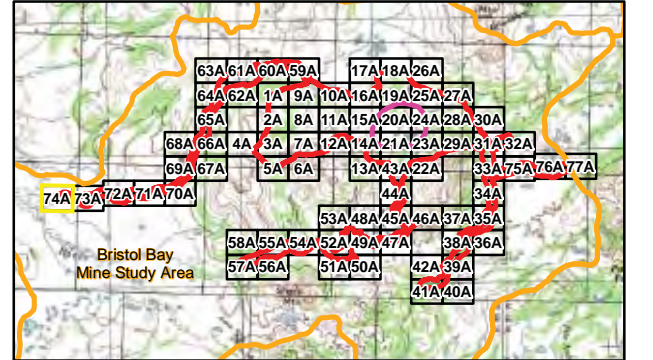 63A 61A 60A 59A 17A 18A 26A
64A 62A 1A 9A 10A 16A 19A 25A 27A
65A 2A 8A 11A 15A 20A 24A 28A 30A
68A 66A 4A 3A 7A 12A 14A 21A 23A 29A 31A 32A
69A 67A 5A 6A 13A 43A 22A 33A 75A 76A 77A
74A 73A 72A 71A 70A 44A 34A
53A 48A 45A 46A 37A 35A
58A 55A 54A 52A 49A 47A 38A 36A
57A 56A 51A 50A 42A 39A
41A 40A
Bristol Bay
Mine Study Area